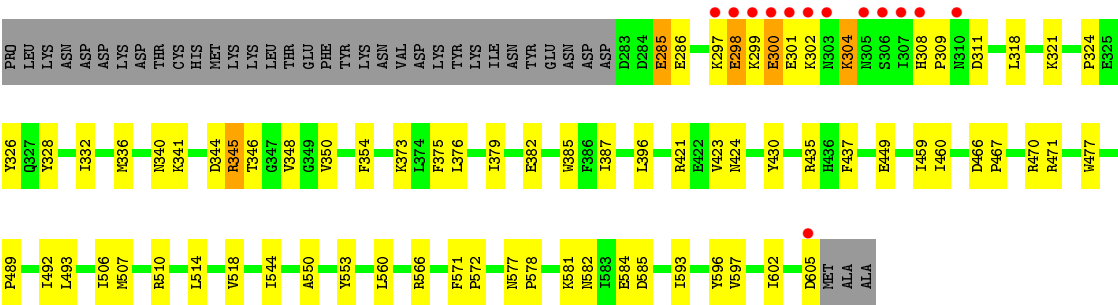 PRO LEU LYS ASN ASP ASP LYS ASP THR CYS HIS MET LYS LYS LEU THR GLU PHE TYR LYS ASN VAL ASP LYS TYR LYS ILE ASN TYR GLU ASN ASP ASP D283 D284 E285 E286 K297 E298 K299 E300 E301 K302 N303 K304 N305 S306 I307 H308 P309 N310 D311 L318 K321 P324 E325
Y326 Q327 Y328 I332 M336 N340 K341 D344 R345 T346 G347 V348 G349 V350 F354 K373 L374 F375 L376 I379 E382 W385 F386 I387 L396 R421 E422 V423 N424 Y430 R435 H436 F437 E449 I459 I460 D466 P467 R470 R471 W477
P489 I492 L493 I506 M507 R510 L514 V518 I544 A550 Y553 L560 R566 F571 P572 N577 P578 K581 N582 I583 E584 D585 I593 Y596 V597 I602 D605 MET ALA ALA